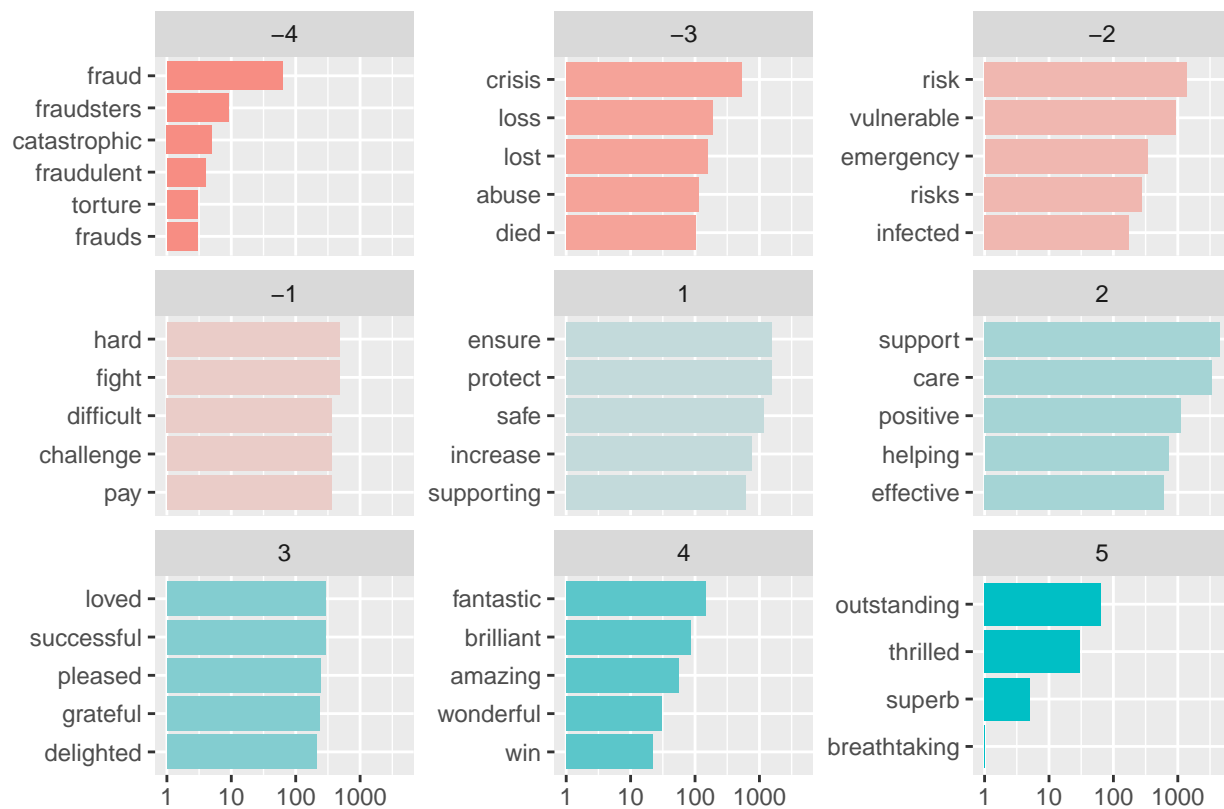 −4
fraud
fraudsters
catastrophic
fraudulent
torture
frauds
−3
crisis
loss
lost
abuse
died
−2
risk
vulnerable
emergency
risks
infected
−1
hard
fight
difficult
challenge
pay
1
ensure
protect
safe
increase
supporting
2
support
care
positive
helping
effective
3
loved
successful
pleased
grateful
delighted
1 10 100 1000
4
fantastic
brilliant
amazing
wonderful
win
1 10 100 1000
5
outstanding
thrilled
superb
breathtaking
1 10 100 1000